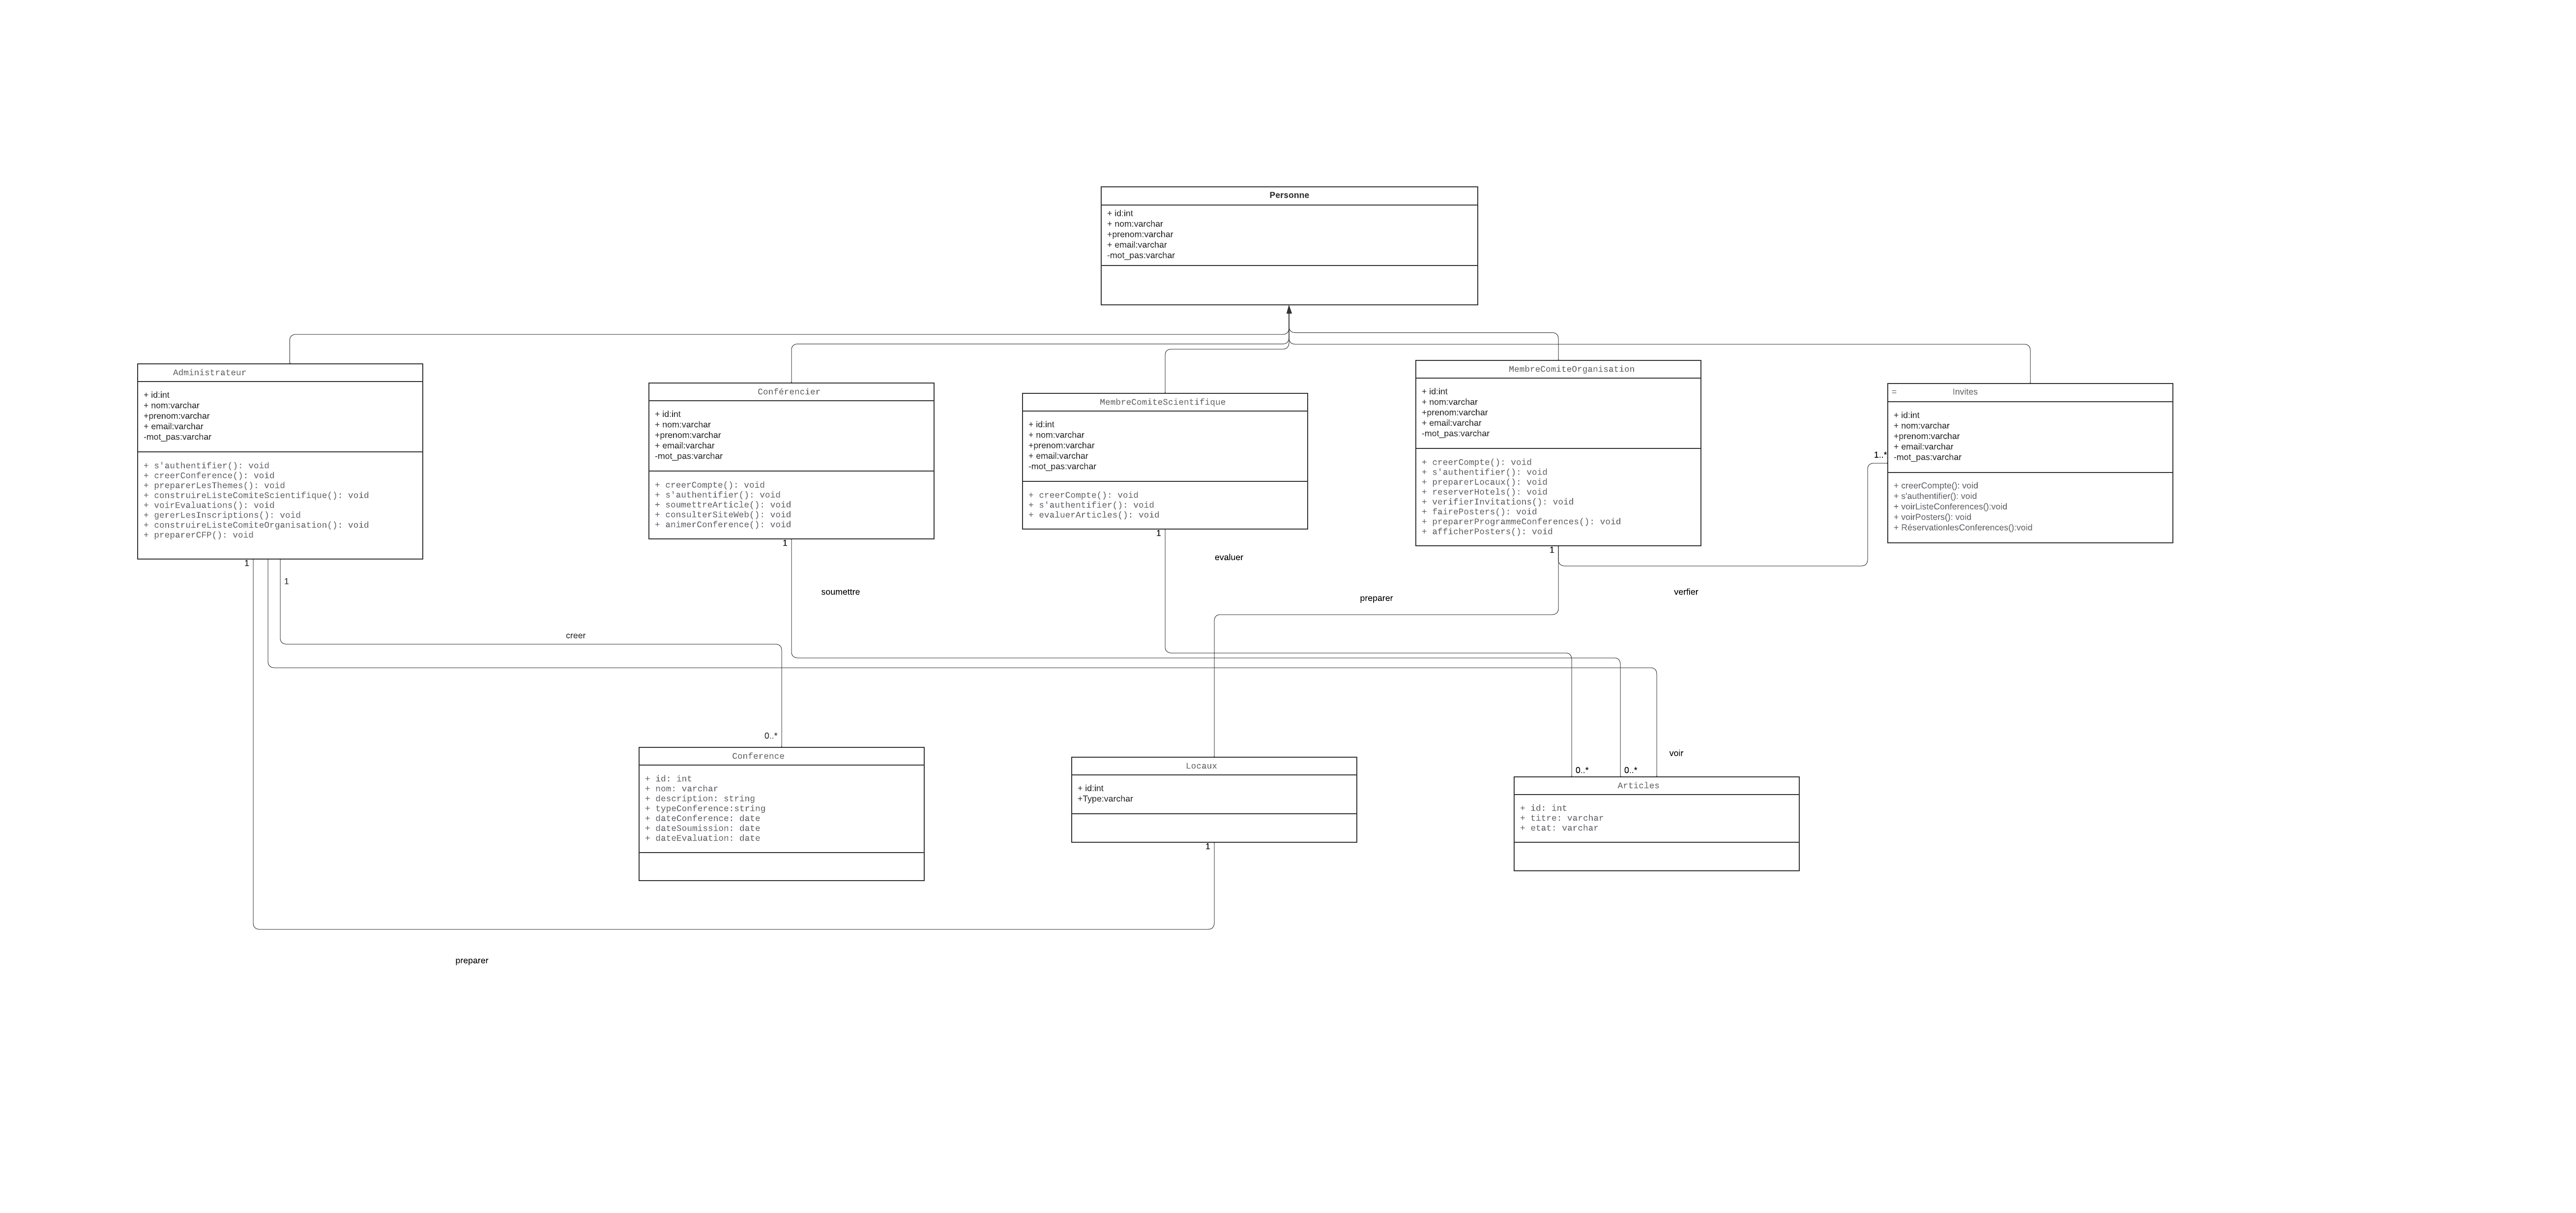 Personne
+ id:int
+ nom:varchar
+prenom:varchar
+ email:varchar
-mot_pas:varchar
Administrateur
+ id:int
+ nom:varchar
+prenom:varchar
+ email:varchar
-mot_pas:varchar
+ s'authentifier(): void
+ creerConference(): void
+ preparerLesThemes(): void
+ construireListeComiteScientifique(): void
+ voirEvaluations(): void
+ gererLesInscriptions(): void
+ construireListeComiteOrganisation(): void
+ preparerCFP(): void
Conférencier
+ id:int
+ nom:varchar
+prenom:varchar
+ email:varchar
-mot_pas:varchar
+ creerCompte(): void
+ s'authentifier(): void
+ soumettreArticle(): void
+ consulterSiteWeb(): void
+ animerConference(): void
MembreComiteScientifique
+ id:int
+ nom:varchar
+prenom:varchar
+ email:varchar
-mot_pas:varchar
+ creerCompte(): void
+ s'authentifier(): void
+ evaluerArticles(): void
MembreComiteOrganisation
+ id:int
+ nom:varchar
+prenom:varchar
+ email:varchar
-mot_pas:varchar
+ creerCompte(): void
+ s'authentifier(): void
+ preparerLocaux(): void
+ reserverHotels(): void
+ verifierInvitations(): void
+ fairePosters(): void
+ preparerProgrammeConferences(): void
+ afficherPosters(): void
= Invites
+ id:int
+ nom:varchar
+prenom:varchar
+ email:varchar
-mot_pas:varchar
+ creerCompte(): void
+ s'authentifier(): void
+ voirListeConferences():void
+ voirPosters(): void
+ RéservationlesConferences():void
1..*
1
1
1
1
1
evaluer
soumettre
preparer
verfier
creer
0..*
voir
0..*
0..*
Conference
+ id: int
+ nom: varchar
+ description: string
+ typeConference:string
+ dateConference: date
+ dateSoumission: date
+ dateEvaluation: date
Locaux
+ id:int
+Type:varchar
1
Articles
+ id: int
+ titre: varchar
+ etat: varchar
preparer